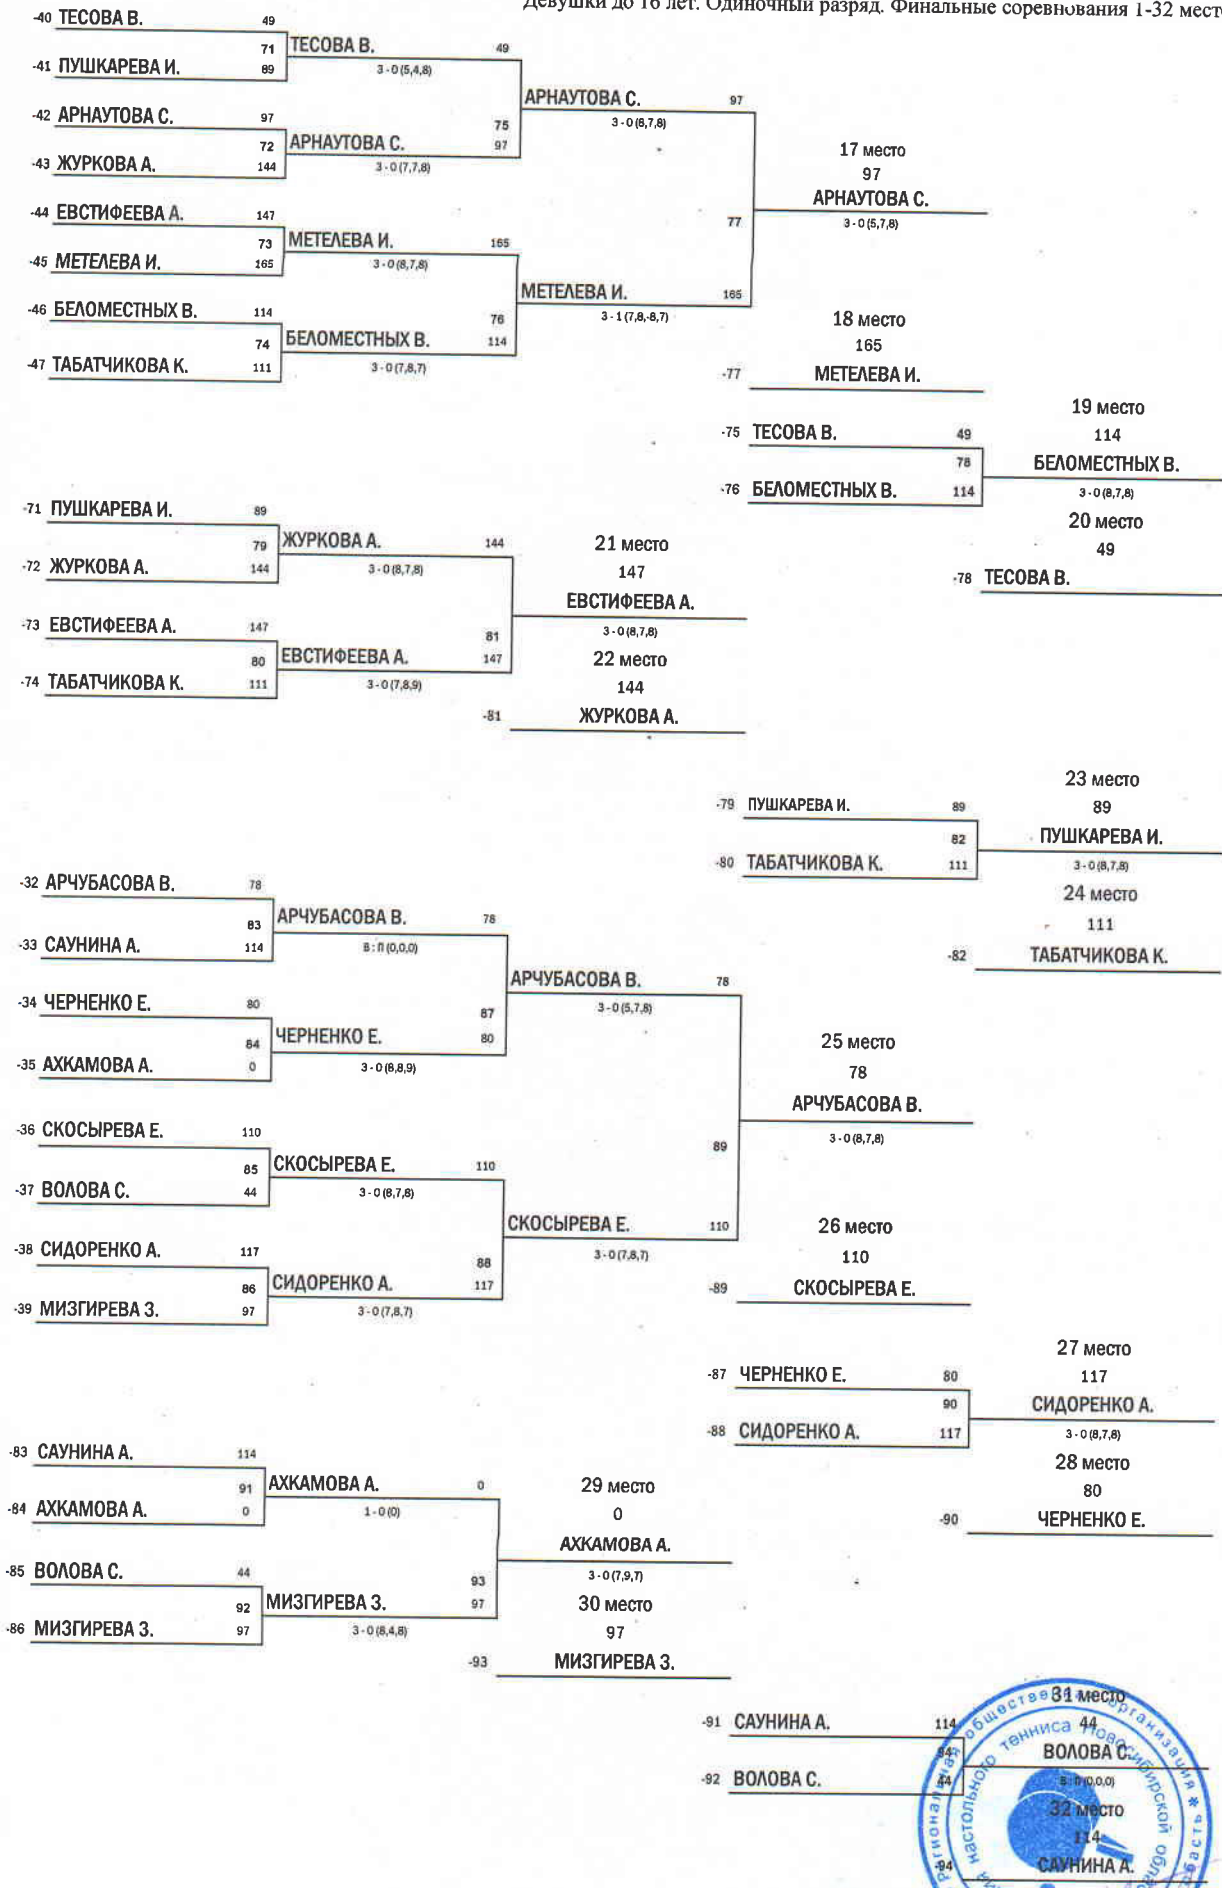 Девушки до 16 лет. Одиночный разряд. Финальные соревнования 1-32 мест
-40 ТЕСОВА В. 49
71 ТЕСОВА В. 49
-41 ПУШКАРЕВА И. 89
3 - 0 (5,4,8)
АРНАУТОВА С. 97
-42 АРНАУТОВА С. 97
75
3 - 0 (8,7,8)
72 АРНАУТОВА С. 97
-43 ЖУРКОВА А. 144
3 - 0 (7,7,8)
17 место
97
АРНАУТОВА С.
-44 ЕВСТИФЕЕВА А. 147
77
3 - 0 (5,7,8)
73 МЕТЕЛЕВА И. 165
-45 МЕТЕЛЕВА И. 165
3 - 0 (8,7,8)
МЕТЕЛЕВА И. 165
-46 БЕЛОМЕСТНЫХ В. 114
76
3 - 1 (7,8,-8,7)
74 БЕЛОМЕСТНЫХ В. 114
-47 ТАБАТЧИКОВА К. 111
3 - 0 (7,8,7)
18 место
165
-77 МЕТЕЛЕВА И.
19 место
-75 ТЕСОВА В. 49
114
78 БЕЛОМЕСТНЫХ В.
-76 БЕЛОМЕСТНЫХ В. 114
3 - 0 (8,7,8)
20 место
49
-78 ТЕСОВА В.
-71 ПУШКАРЕВА И. 89
79 ЖУРКОВА А. 144
-72 ЖУРКОВА А. 144
3 - 0 (8,7,8)
21 место
147
ЕВСТИФЕЕВА А.
-73 ЕВСТИФЕЕВА А. 147
81
3 - 0 (8,7,8)
80 ЕВСТИФЕЕВА А. 147
-74 ТАБАТЧИКОВА К. 111
3 - 0 (7,8,9)
22 место
144
-81 ЖУРКОВА А.
23 место
-79 ПУШКАРЕВА И. 89
89
82 ПУШКАРЕВА И.
-80 ТАБАТЧИКОВА К. 111
3 - 0 (8,7,8)
24 место
111
-82 ТАБАТЧИКОВА К.
-32 АРЧУБАСОВА В. 78
83 АРЧУБАСОВА В. 78
-33 САУНИНА А. 114
В : П (0,0,0)
АРЧУБАСОВА В. 78
-34 ЧЕРНЕНКО Е. 80
87
3 - 0 (5,7,8)
84 ЧЕРНЕНКО Е. 80
-35 АХКАМОВА А. 0
3 - 0 (8,8,9)
25 место
78
АРЧУБАСОВА В.
-36 СКОСЫРЕВА Е. 110
89
3 - 0 (8,7,8)
85 СКОСЫРЕВА Е. 110
-37 ВОЛОВА С. 44
3 - 0 (8,7,8)
СКОСЫРЕВА Е. 110
-38 СИДОРЕНКО А. 117
88
3 - 0 (7,8,7)
86 СИДОРЕНКО А. 117
-39 МИЗГИРЕВА З. 97
3 - 0 (7,8,7)
26 место
110
-89 СКОСЫРЕВА Е.
27 место
-87 ЧЕРНЕНКО Е. 80
117
90 СИДОРЕНКО А.
-88 СИДОРЕНКО А. 117
3 - 0 (8,7,8)
28 место
80
-90 ЧЕРНЕНКО Е.
-83 САУНИНА А. 114
91 АХКАМОВА А. 0
-84 АХКАМОВА А. 0
1 - 0 (0)
29 место
0
АХКАМОВА А.
-85 ВОЛОВА С. 44
93
3 - 0 (7,9,7)
92 МИЗГИРЕВА З. 97
-86 МИЗГИРЕВА З. 97
3 - 0 (8,4,8)
30 место
97
-93 МИЗГИРЕВА З.
31 место
-91 САУНИНА А. 114
44
94 ВОЛОВА С.
-92 ВОЛОВА С. 44
В : П (0,0,0)
32 место
114
-94 САУНИНА А.
Региональная общественная организация *
настольного тенниса Новосибирской